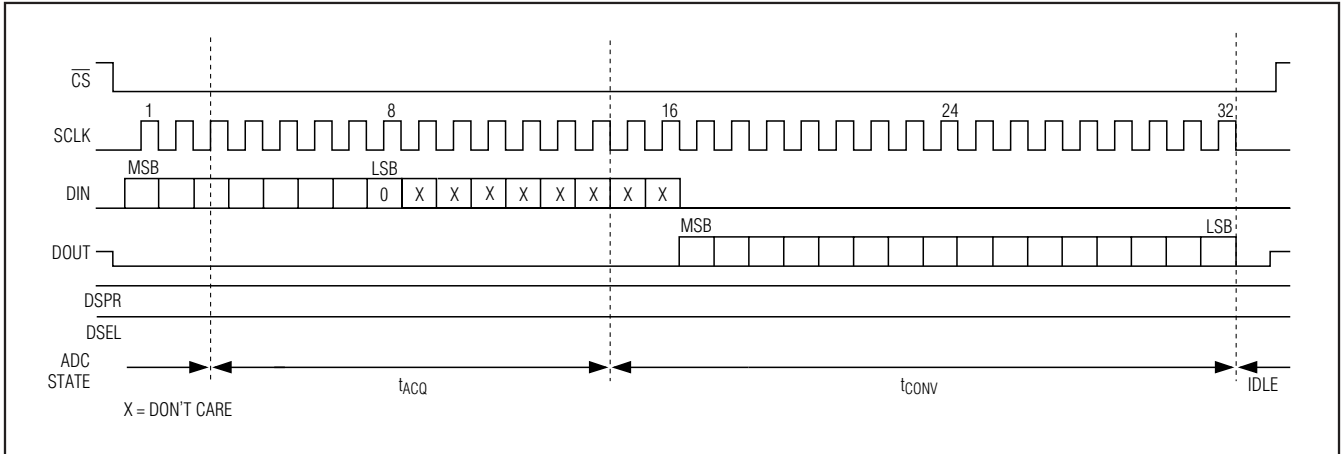 CS
1 8 16 24 32
SCLK
MSB LSB
DIN 0 X X X X X X X X
MSB LSB
DOUT
DSPR
DSEL
ADC STATE tACQ tCONV IDLE
X = DON'T CARE